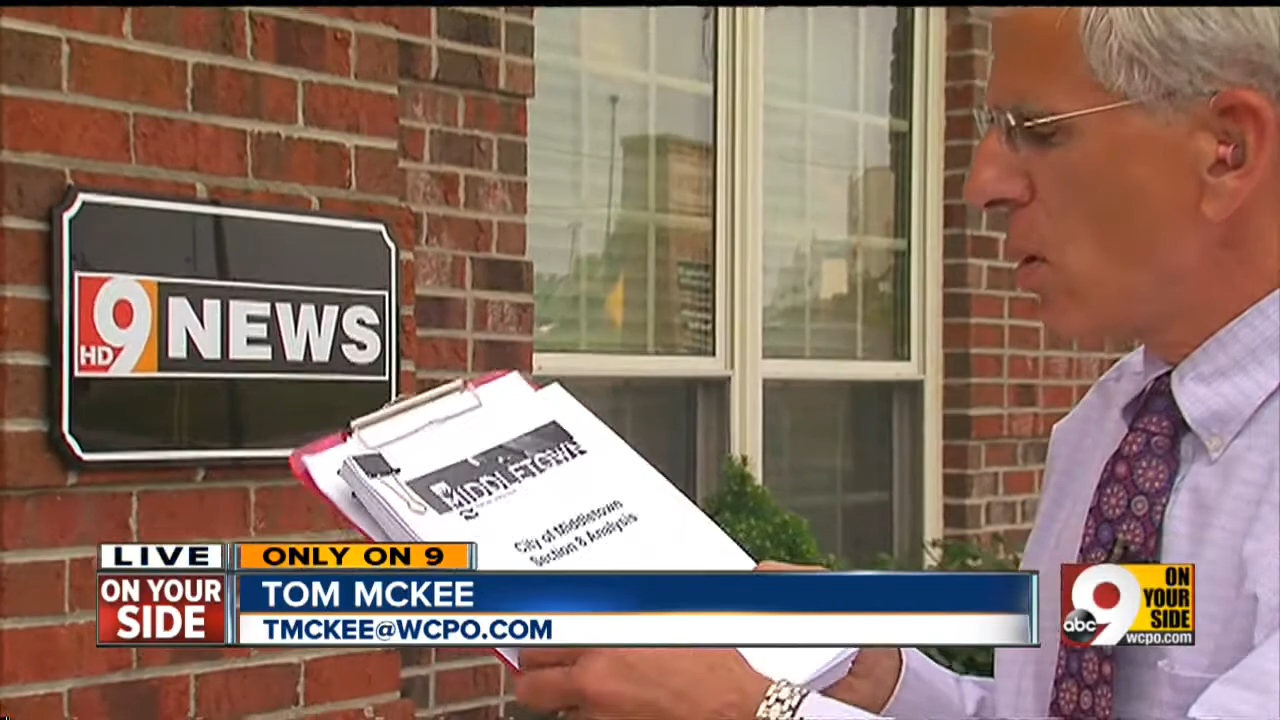 HD 9 NEWS
MIDDLETOWN
City of Middletown
Section 8 Analysis
LIVE
ONLY ON 9
ON YOUR
SIDE
TOM MCKEE
TMCKEE@WCPO.COM
abc 9
ON
YOUR
SIDE
wcpo.com